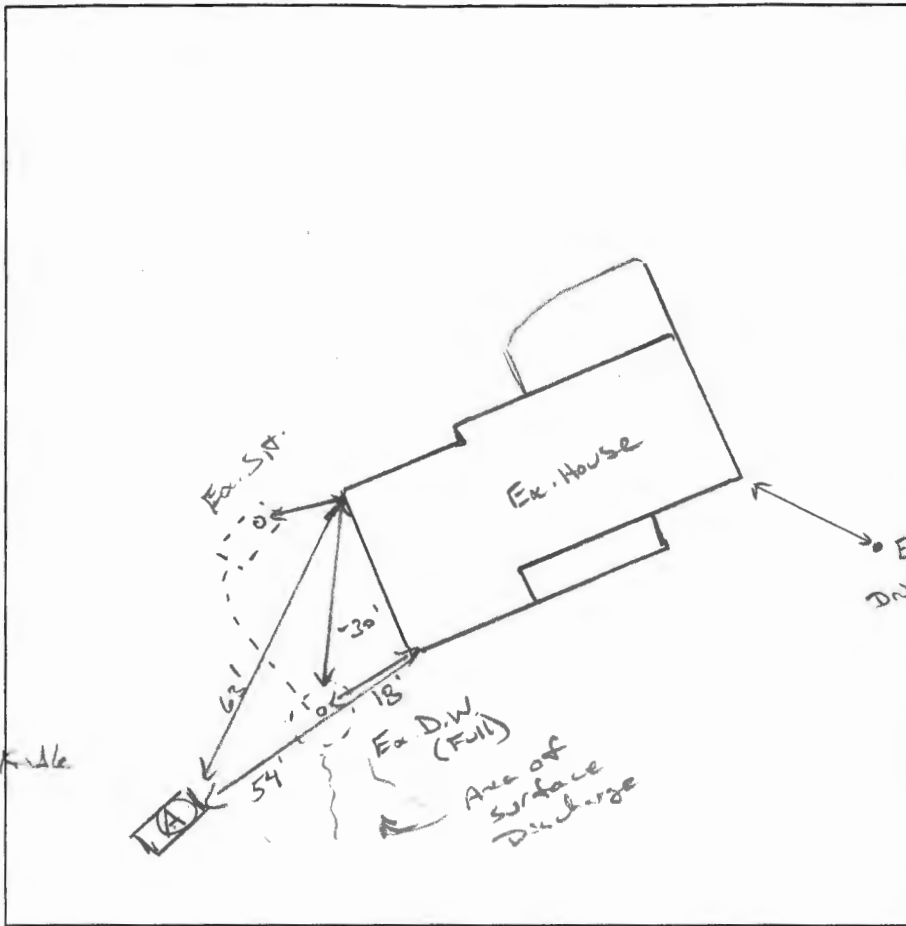 Ex. S.T.
Ex. House
30'
63'
18'
54'
Ex D.W.
(Full)
Area of
surface
Discharge
A